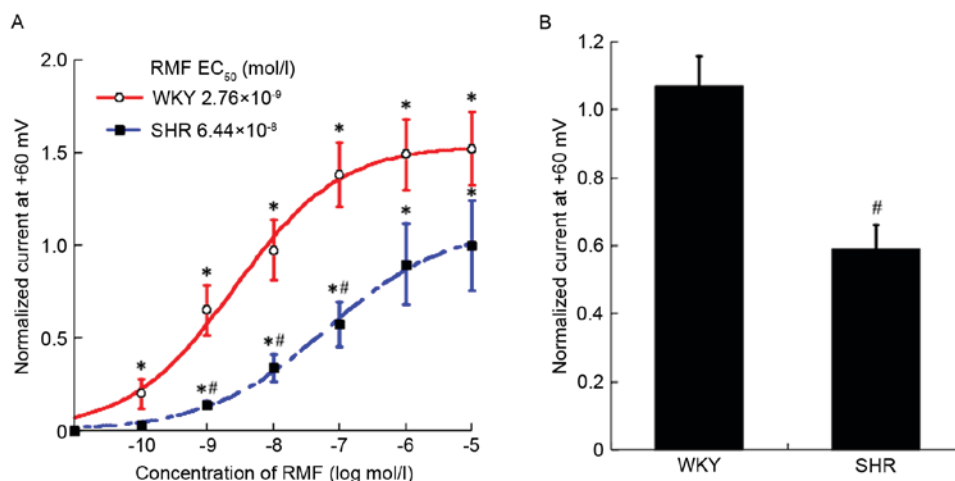 A
Normalized current at +60 mV
2.0
1.5
1.0
0.5
0
RMF EC₅₀ (mol/l)
WKY 2.76×10⁻⁹
SHR 6.44×10⁻⁸
*
*
*
*
*
*
*#
*#
*#
*
*
-10 -9 -8 -7 -6 -5
Concentration of RMF (log mol/l)
B
Normalized current at +60 mV
1.2
1.0
0.8
0.6
0.4
0.2
0
#
WKY SHR